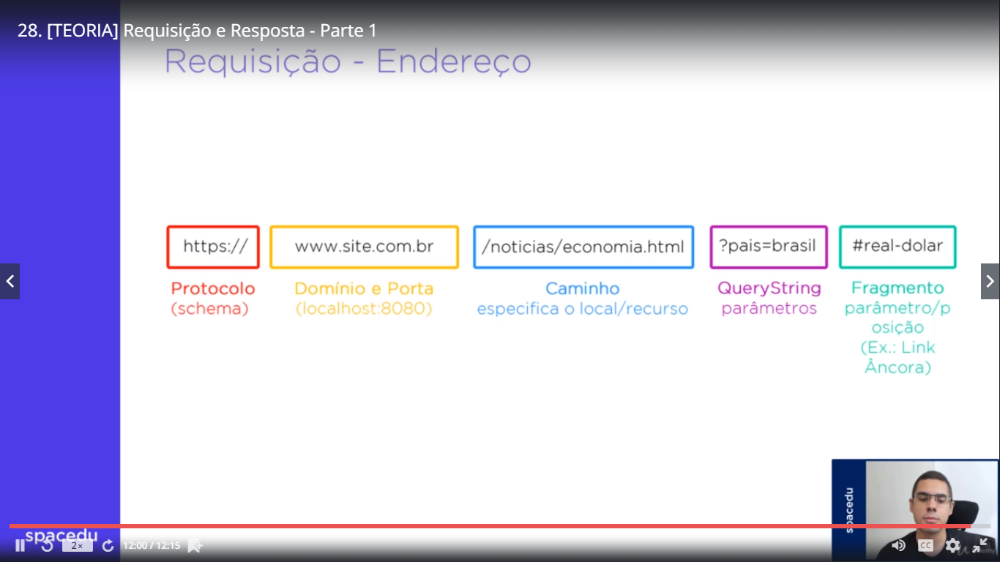 28. [TEORIA] Requisição e Resposta - Parte 1
Requisição - Endereço
https://
www.site.com.br
/noticias/economia.html
?pais=brasil
#real-dolar
Protocolo
(schema)
Domínio e Porta
(localhost:8080)
Caminho
especifica o local/recurso
QueryString
parâmetros
Fragmento
parâmetro/p
osição
(Ex.: Link
Âncora)
spacedu
spacedu
2×
12:00 / 12:15
CC